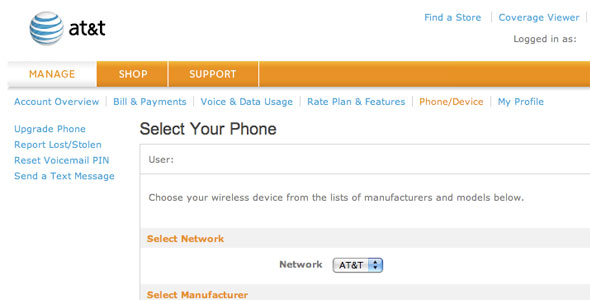 at&t
Find a Store | Coverage Viewer |
Logged in as:
MANAGE SHOP SUPPORT
Account Overview | Bill & Payments | Voice & Data Usage | Rate Plan & Features | Phone/Device | My Profile
Upgrade Phone
Report Lost/Stolen
Reset Voicemail PIN
Send a Text Message
Select Your Phone
User:
Choose your wireless device from the lists of manufacturers and models below.
Select Network
Network AT&T
Select Manufacturer